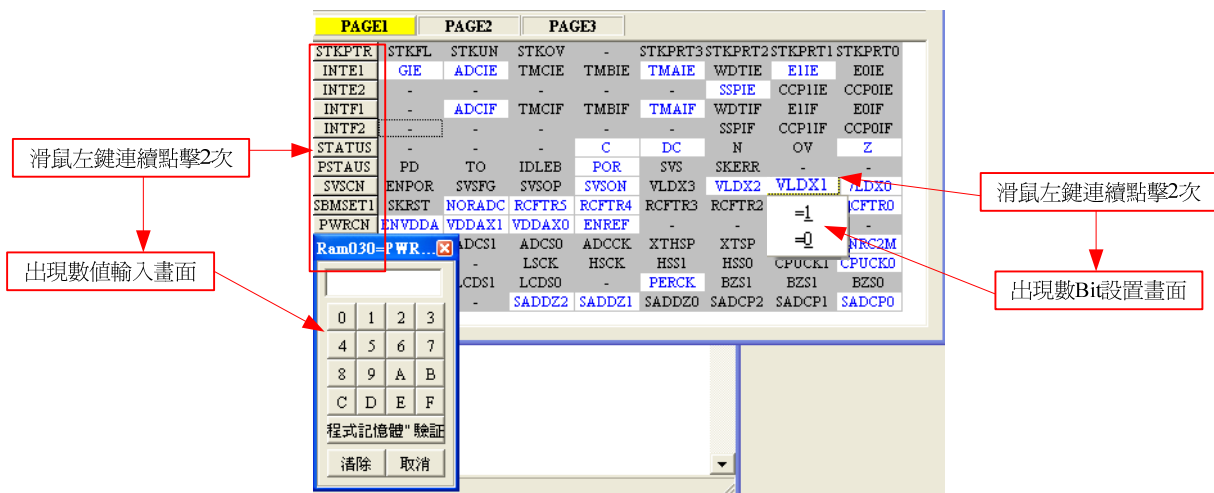 PAGE1 PAGE2 PAGE3
STKPTR STKFL STKUN STKOV - STKPRT3 STKPRT2 STKPRT1 STKPRT0
INTE1 GIE ADCIE TMCIE TMBIE TMAIE WDTIE E1IE E0IE
INTE2 - - - - - SSPIE CCP1IE CCP0IE
INTF1 - ADCIF TMCIF TMBIF TMAIF WDTIF E1IF E0IF
INTF2 - - - - - SSPIF CCP1IF CCP0IF
STATUS - - - C DC N OV Z
PSTAUS PD TO IDLEB POR SVS SKERR - -
SVSCN ENPOR SVSFG SVSOP SVSON VLDX3 VLDX2 VLDX1 VLDX0
SBMSET1 SKRST NORADC RCFTR5 RCFTR4 RCFTR3 RCFTR2 RCFTR0
PWRCN ENVDDA VDDAX1 VDDAX0 ENREF - -
ADCS1 ADCS0 ADCCK XTHSP XTSP NRC2M
- LSCK HSCK HSS1 HSS0 CPUCK1 CPUCK0
LCDS1 LCDS0 - PERCK BZS1 BZS1 BZS0
- SADDZ2 SADDZ1 SADDZ0 SADCP2 SADCP1 SADCP0
=1
=0
Ram030=PWR...
0 1 2 3
4 5 6 7
8 9 A B
C D E F
程式記憶體" 驗証
清除 取消
滑鼠左鍵連續點擊2次
出現數值輸入畫面
滑鼠左鍵連續點擊2次
出現數Bit設置畫面